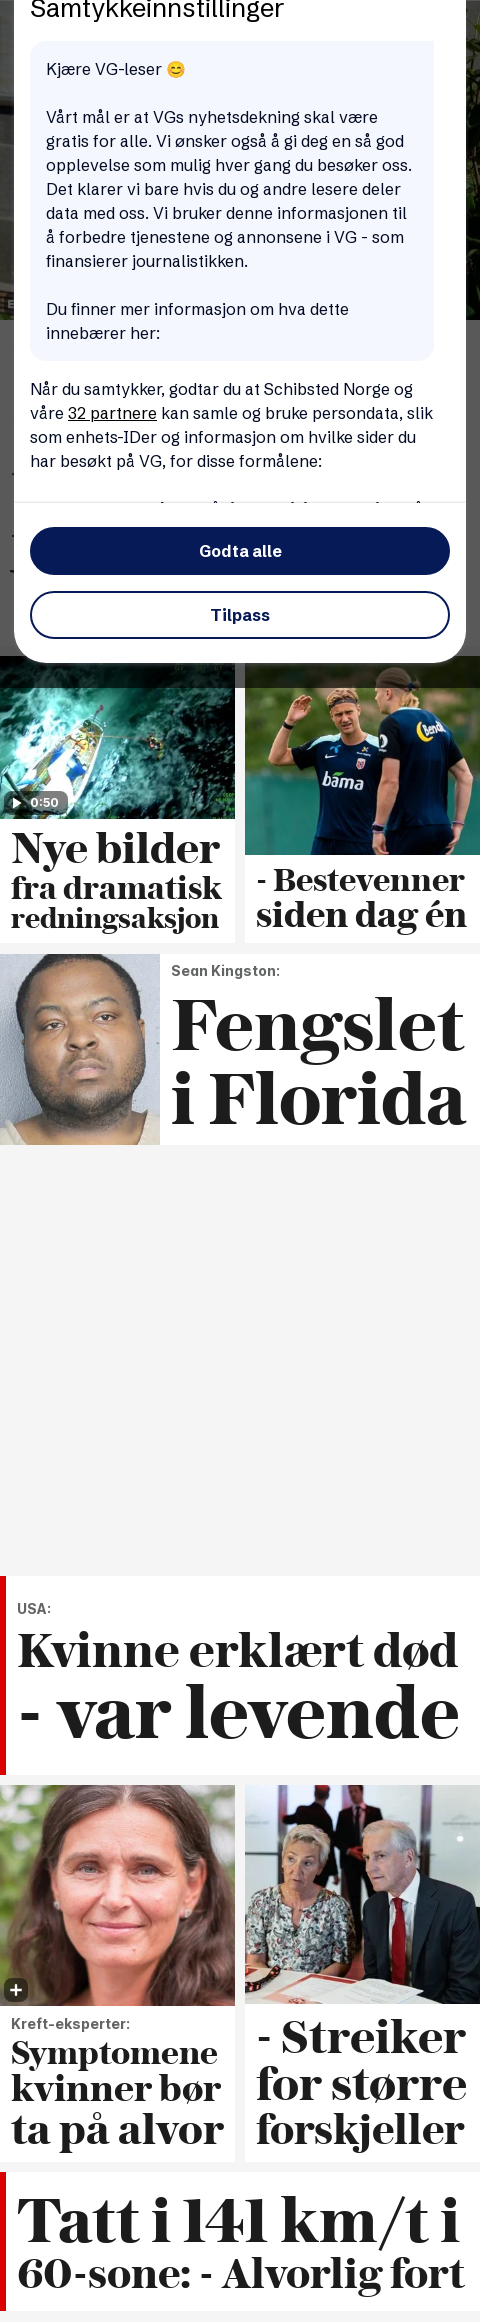 Samtykkeinnstillinger
Kjære VG-leser 😊
Vårt mål er at VGs nyhetsdekning skal være
gratis for alle. Vi ønsker også å gi deg en så god
opplevelse som mulig hver gang du besøker oss.
Det klarer vi bare hvis du og andre lesere deler
data med oss. Vi bruker denne informasjonen til
å forbedre tjenestene og annonsene i VG - som
finansierer journalistikken.
Du finner mer informasjon om hva dette
innebærer her:
Når du samtykker, godtar du at Schibsted Norge og
våre 32 partnere kan samle og bruke persondata, slik
som enhets-IDer og informasjon om hvilke sider du
har besøkt på VG, for disse formålene:
Godta alle
Tilpass
0:50
Bendit
bama
Nye bilder
fra dramatisk
redningsaksjon
- Bestevenner
siden dag én
Sean Kingston:
Fengslet
i Florida
USA:
Kvinne erklært død
- var levende
Kreft-eksperter:
Symptomene
kvinner bør
ta på alvor
- Streiker
for større
forskjeller
Tatt i 141 km/t i
60-sone: - Alvorlig fort